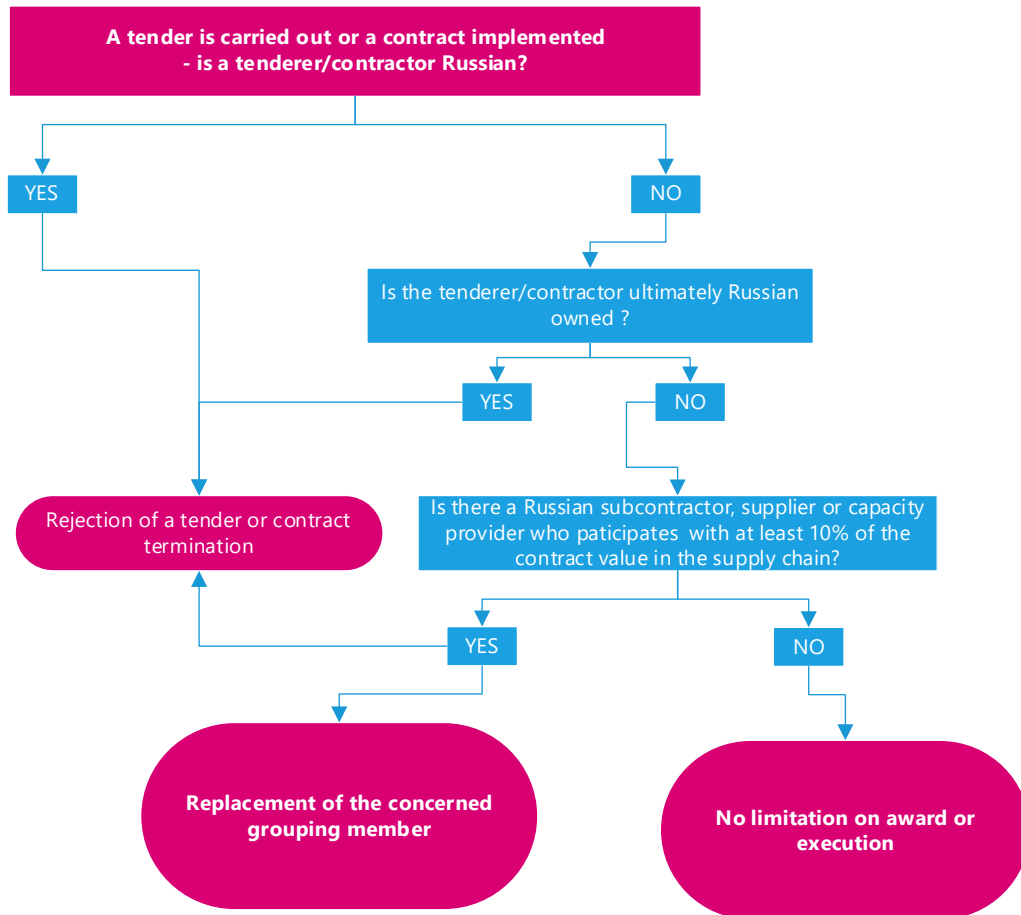 A tender is carried out or a contract implemented
- is a tenderer/contractor Russian?
YES
NO
Is the tenderer/contractor ultimately Russian
owned ?
YES
NO
Rejection of a tender or contract
termination
Is there a Russian subcontractor, supplier or capacity
provider who paticipates with at least 10% of the
contract value in the supply chain?
YES
NO
Replacement of the concerned
grouping member
No limitation on award or
execution